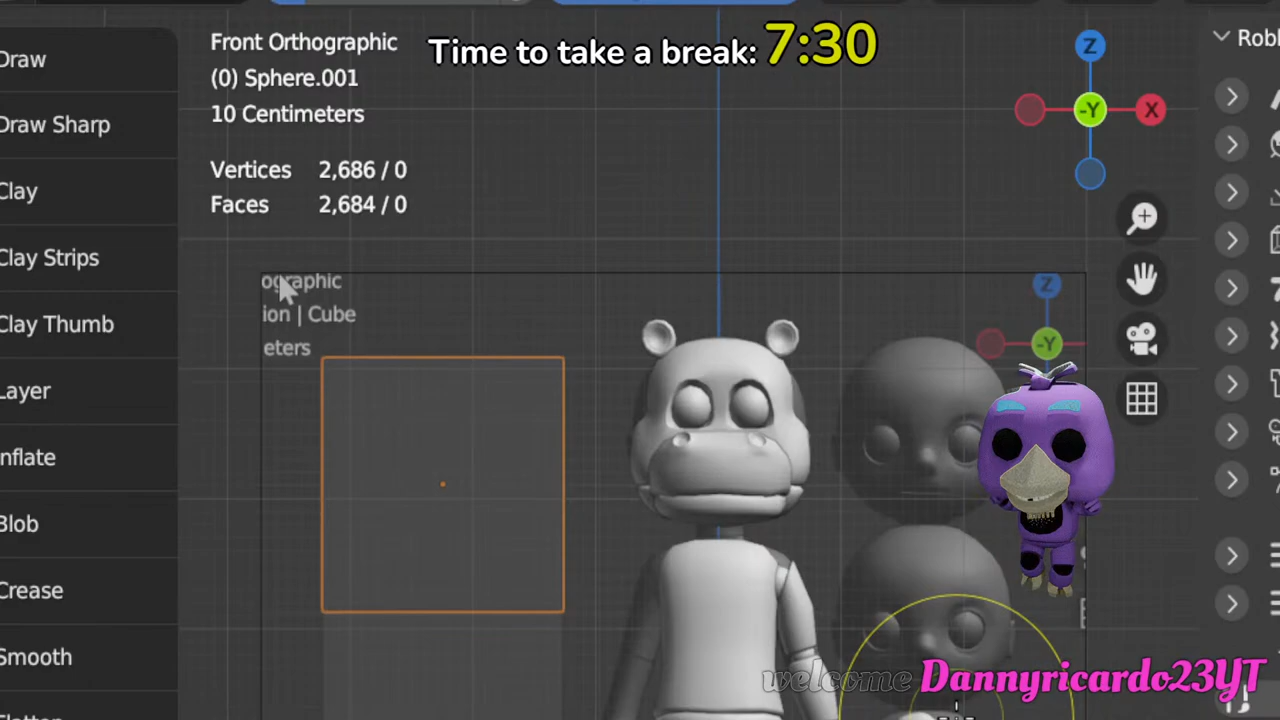 Time to take a break: 7:30
Front Orthographic
(0) Sphere.001
10 Centimeters
Vertices 2,686 / 0
Faces 2,684 / 0
Draw
Draw Sharp
Clay
Clay Strips
Clay Thumb
Layer
nflate
Blob
Crease
Smooth
ographic
ion | Cube
eters
Z
-Y
X
Z
-Y
Robl
welcome Dannyricardo23YT